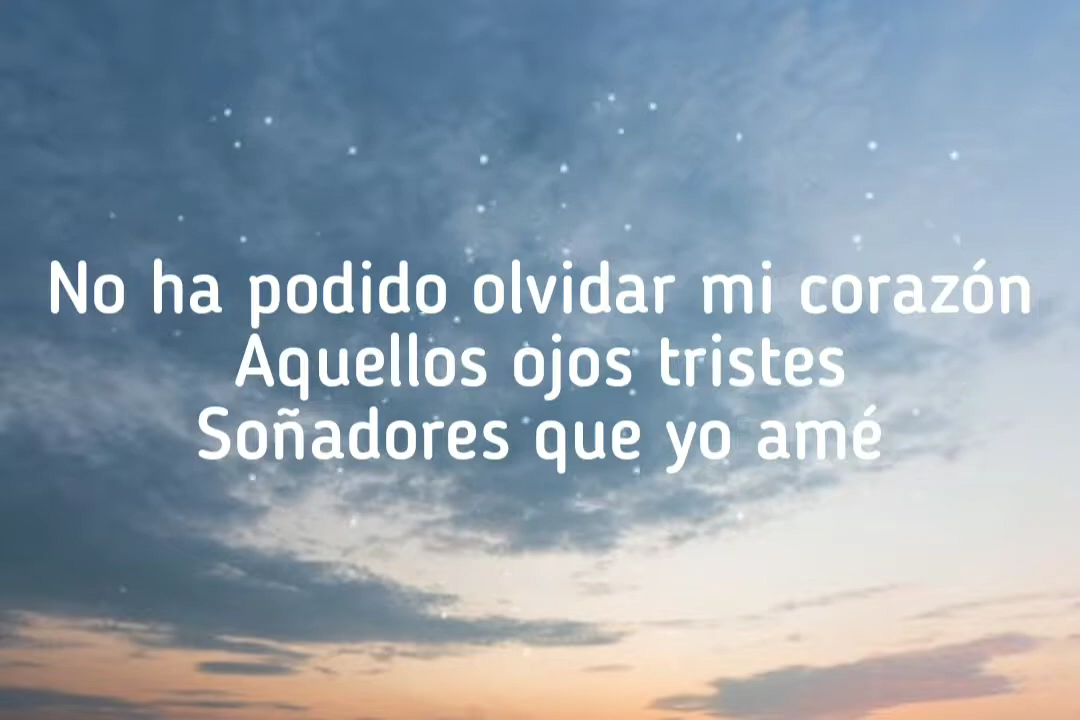 No ha podido olvidar mi corazón
Aquellos ojos tristes
Soñadores que yo amé